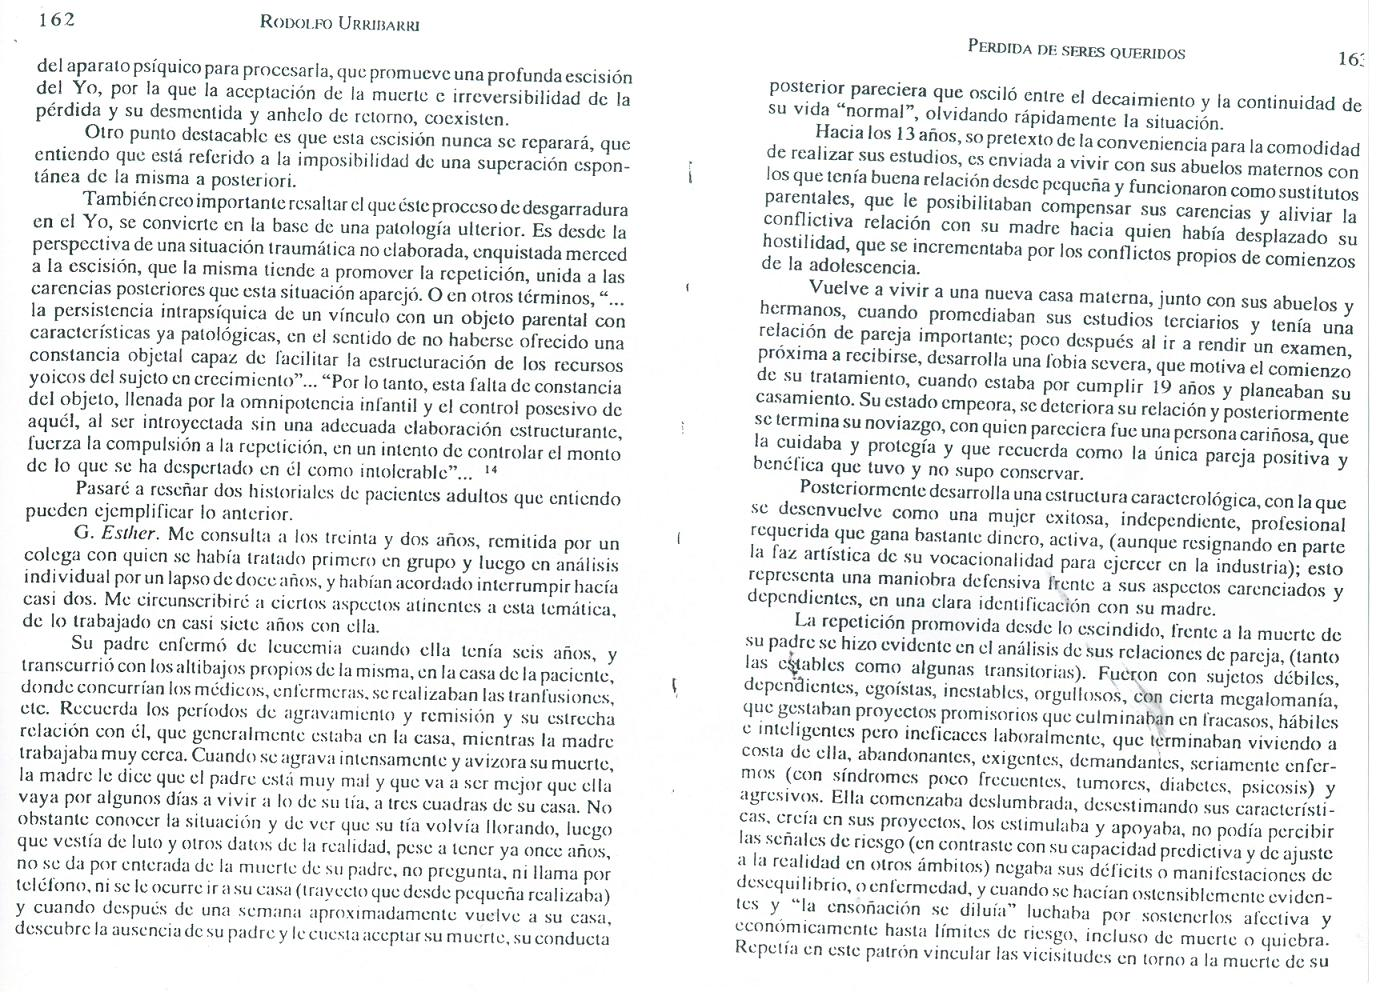 162
RODOLFO URRIBARRI
del aparato psíquico para procesarla, que promueve una profunda escisión
del Yo, por la que la aceptación de la muerte e irreversibilidad de la
pérdida y su desmentida y anhelo de retorno, coexisten.
Otro punto destacable es que esta escisión nunca se reparará, que
entiendo que está referido a la imposibilidad de una superación espon-
tánea de la misma a posteriori.
También creo importante resaltar el que éste proceso de desgarradura
en el Yo, se convierte en la base de una patología ulterior. Es desde la
perspectiva de una situación traumática no elaborada, enquistada merced
a la escisión, que la misma tiende a promover la repetición, unida a las
carencias posteriores que esta situación aparejó. O en otros términos, “...
la persistencia intrapsíquica de un vínculo con un objeto parental con
características ya patológicas, en el sentido de no haberse ofrecido una
constancia objetal capaz de facilitar la estructuración de los recursos
yoicos del sujeto en crecimiento”... “Por lo tanto, esta falta de constancia
del objeto, llenada por la omnipotencia infantil y el control posesivo de
aquél, al ser introyectada sin una adecuada elaboración estructurante,
fuerza la compulsión a la repetición, en un intento de controlar el monto
de lo que se ha despertado en él como intolerable”... 14
Pasaré a reseñar dos historiales de pacientes adultos que entiendo
pueden ejemplificar lo anterior.
G. Esther. Me consulta a los treinta y dos años, remitida por un
colega con quien se había tratado primero en grupo y luego en análisis
individual por un lapso de doce años, y habían acordado interrumpir hacía
casi dos. Me circunscribiré a ciertos aspectos atinentes a esta temática,
de lo trabajado en casi siete años con ella.
Su padre enfermó de leucemia cuando ella tenía seis años, y
transcurrió con los altibajos propios de la misma, en la casa de la paciente,
donde concurrían los médicos, enfermeras, se realizaban las tranfusiones,
etc. Recuerda los períodos de agravamiento y remisión y su estrecha
relación con él, que generalmente estaba en la casa, mientras la madre
trabajaba muy cerca. Cuando se agrava intensamente y avizora su muerte,
la madre le dice que el padre está muy mal y que va a ser mejor que ella
vaya por algunos días a vivir a lo de su tía, a tres cuadras de su casa. No
obstante conocer la situación y de ver que su tía volvía llorando, luego
que vestía de luto y otros datos de la realidad, pese a tener ya once años,
no se da por enterada de la muerte de su padre, no pregunta, ni llama por
teléfono, ni se le ocurre ir a su casa (trayecto que desde pequeña realizaba)
y cuando después de una semana aproximadamente vuelve a su casa,
descubre la ausencia de su padre y le cuesta aceptar su muerte, su conducta
PERDIDA DE SERES QUERIDOS
163
posterior pareciera que osciló entre el decaimiento y la continuidad de
su vida “normal”, olvidando rápidamente la situación.
Hacia los 13 años, so pretexto de la conveniencia para la comodidad
de realizar sus estudios, es enviada a vivir con sus abuelos maternos con
los que tenía buena relación desde pequeña y funcionaron como sustitutos
parentales, que le posibilitaban compensar sus carencias y aliviar la
conflictiva relación con su madre hacia quien había desplazado su
hostilidad, que se incrementaba por los conflictos propios de comienzos
de la adolescencia.
Vuelve a vivir a una nueva casa materna, junto con sus abuelos y
hermanos, cuando promediaban sus estudios terciarios y tenía una
relación de pareja importante; poco después al ir a rendir un examen,
próxima a recibirse, desarrolla una fobia severa, que motiva el comienzo
de su tratamiento, cuando estaba por cumplir 19 años y planeaban su
casamiento. Su estado empeora, se deteriora su relación y posteriormente
se termina su noviazgo, con quien pareciera fue una persona cariñosa, que
la cuidaba y protegía y que recuerda como la única pareja positiva y
benéfica que tuvo y no supo conservar.
Posteriormente desarrolla una estructura caracterológica, con la que
se desenvuelve como una mujer exitosa, independiente, profesional
requerida que gana bastante dinero, activa, (aunque resignando en parte
la faz artística de su vocacionalidad para ejercer en la industria); esto
representa una maniobra defensiva frente a sus aspectos carenciados y
dependientes, en una clara identificación con su madre.
La repetición promovida desde lo escindido, frente a la muerte de
su padre se hizo evidente en el análisis de sus relaciones de pareja, (tanto
las estables como algunas transitorias). Fueron con sujetos débiles,
dependientes, egoístas, inestables, orgullosos, con cierta megalomanía,
que gestaban proyectos promisorios que culminaban en fracasos, hábiles
e inteligentes pero ineficaces laboralmente, que terminaban viviendo a
costa de ella, abandonantes, exigentes, demandantes, seriamente enfer-
mos (con síndromes poco frecuentes, tumores, diabetes, psicosis) y
agresivos. Ella comenzaba deslumbrada, desestimando sus característi-
cas, creía en sus proyectos, los estimulaba y apoyaba, no podía percibir
las señales de riesgo (en contraste con su capacidad predictiva y de ajuste
a la realidad en otros ámbitos) negaba sus déficits o manifestaciones de
desequilibrio, o enfermedad, y cuando se hacían ostensiblemente eviden-
tes y “la ensoñación se diluía” luchaba por sostenerlos afectiva y
económicamente hasta límites de riesgo, incluso de muerte o quiebra.
Repetía en este patrón vincular las vicisitudes en torno a la muerte de su